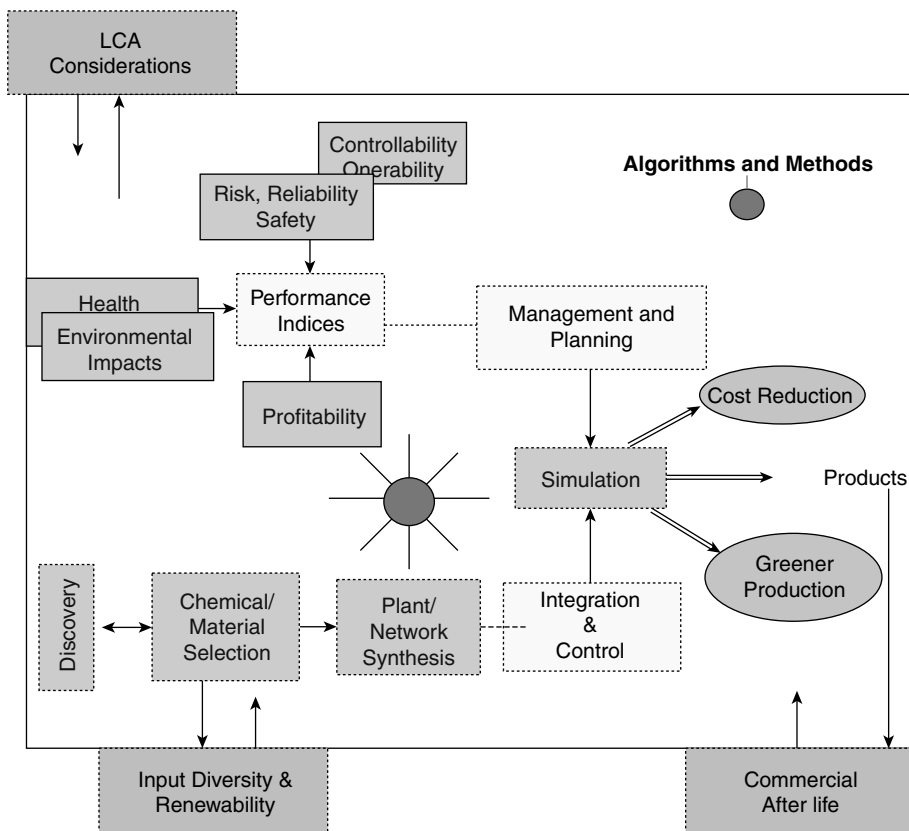 LCA
Considerations
Controllability
Onerability
Algorithms and Methods
Risk, Reliability
Safety
Health
Environmental
Impacts
Performance
Indices
Management and
Planning
Profitability
Cost Reduction
Simulation
Products
Greener
Production
Discovery
Chemical/
Material
Selection
Plant/
Network
Synthesis
Integration
&
Control
Input Diversity &
Renewability
Commercial
After life